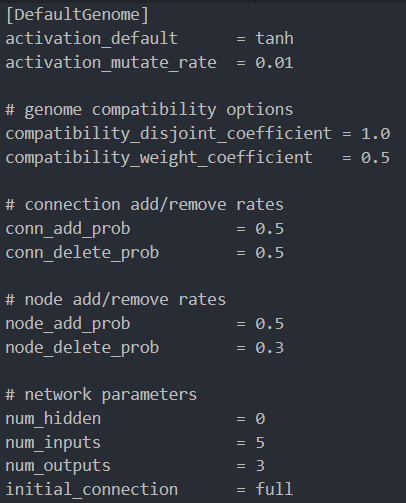 [DefaultGenome]
activation_default      = tanh
activation_mutate_rate  = 0.01

# genome compatibility options
compatibility_disjoint_coefficient = 1.0
compatibility_weight_coefficient   = 0.5

# connection add/remove rates
conn_add_prob           = 0.5
conn_delete_prob        = 0.5

# node add/remove rates
node_add_prob           = 0.5
node_delete_prob        = 0.3

# network parameters
num_hidden              = 0
num_inputs              = 5
num_outputs             = 3
initial_connection      = full